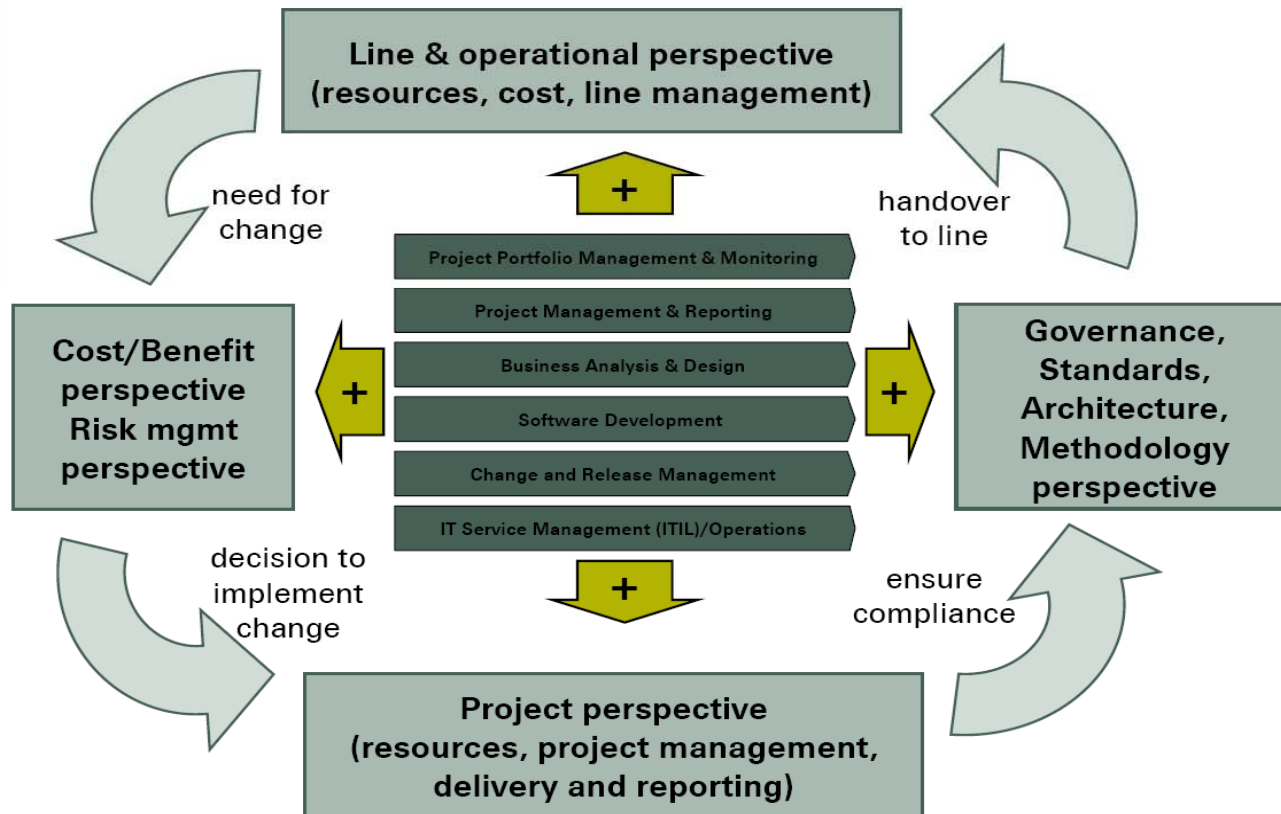 Line & operational perspective
(resources, cost, line management)
+
need for
change
handover
to line
Project Portfolio Management & Monitoring
Project Management & Reporting
Business Analysis & Design
Software Development
Change and Release Management
IT Service Management (ITIL)/Operations
Cost/Benefit
perspective
Risk mgmt
perspective
+
+
Governance,
Standards,
Architecture,
Methodology
perspective
decision to
implement
change
+
ensure
compliance
Project perspective
(resources, project management,
delivery and reporting)